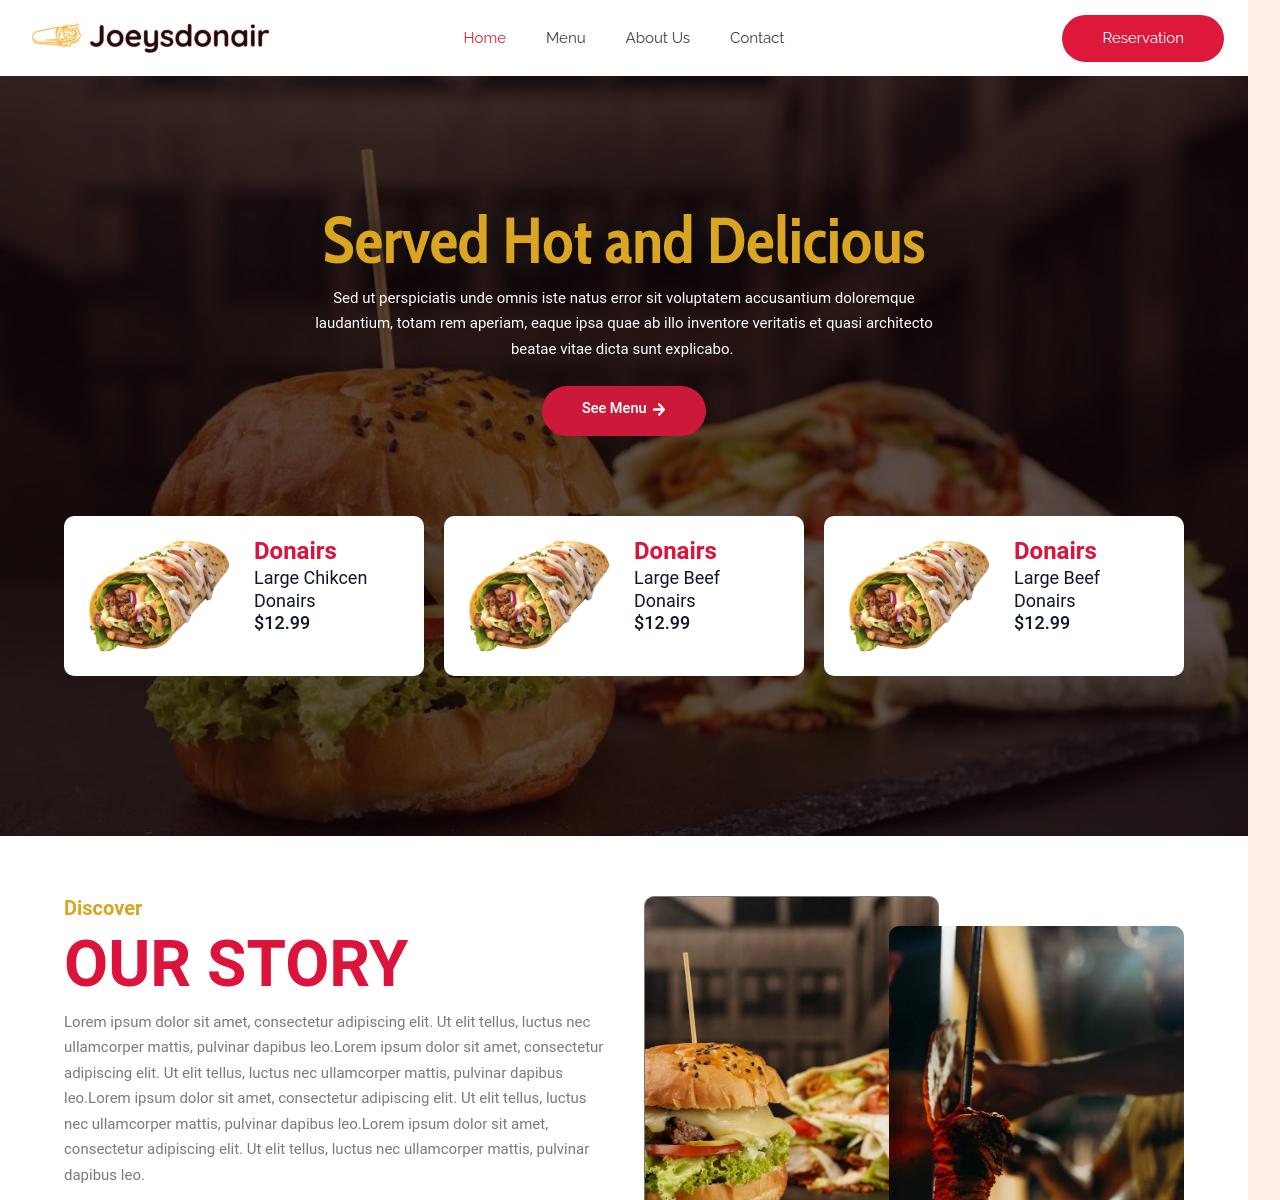 Joeysdonair
Home
Menu
About Us
Contact
Reservation
Served Hot and Delicious
Sed ut perspiciatis unde omnis iste natus error sit voluptatem accusantium doloremque
laudantium, totam rem aperiam, eaque ipsa quae ab illo inventore veritatis et quasi architecto
beatae vitae dicta sunt explicabo.
See Menu
Donairs
Large Chikcen
Donairs
$12.99
Donairs
Large Beef
Donairs
$12.99
Donairs
Large Beef
Donairs
$12.99
Discover
OUR STORY
Lorem ipsum dolor sit amet, consectetur adipiscing elit. Ut elit tellus, luctus nec
ullamcorper mattis, pulvinar dapibus leo.Lorem ipsum dolor sit amet, consectetur
adipiscing elit. Ut elit tellus, luctus nec ullamcorper mattis, pulvinar dapibus
leo.Lorem ipsum dolor sit amet, consectetur adipiscing elit. Ut elit tellus, luctus
nec ullamcorper mattis, pulvinar dapibus leo.Lorem ipsum dolor sit amet,
consectetur adipiscing elit. Ut elit tellus, luctus nec ullamcorper mattis, pulvinar
dapibus leo.